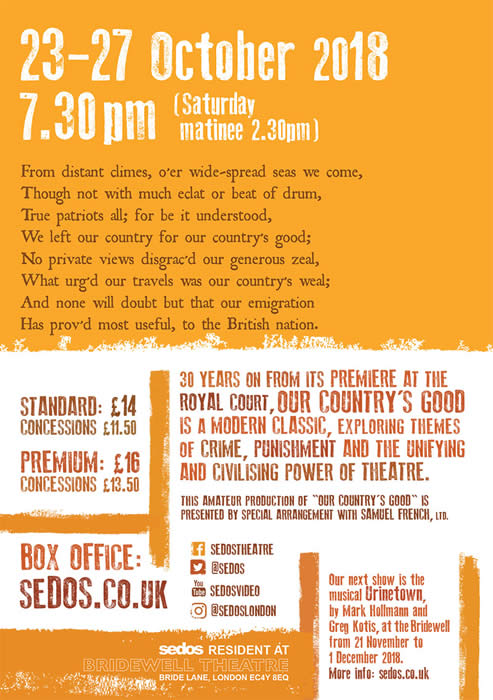 23-27 October 2018
7.30pm (Saturday
matinee 2.30pm)
From distant climes, o'er wide-spread seas we come,
Though not with much eclat or beat of drum,
True patriots all; for be it understood,
We left our country for our country's good;
No private views disgrac'd our generous zeal,
What urg'd our travels was our country's weal;
And none will doubt but that our emigration
Has prov'd most useful, to the British nation.
STANDARD: £14
CONCESSIONS £11.50
PREMIUM: £16
CONCESSIONS £13.50
30 YEARS ON FROM ITS PREMIERE AT THE
ROYAL COURT, OUR COUNTRY'S GOOD
IS A MODERN CLASSIC, EXPLORING THEMES
OF CRIME, PUNISHMENT AND THE UNIFYING
AND CIVILISING POWER OF THEATRE.
THIS AMATEUR PRODUCTION OF "OUR COUNTRY'S GOOD" IS
PRESENTED BY SPECIAL ARRANGEMENT WITH SAMUEL FRENCH, LTD.
BOX OFFICE:
SEDOS.CO.UK
f SEDOSTHEATRE
@SEDOS
You Tube SEDOSVIDEO
@SEDOSLONDON
Our next show is the
musical Urinetown,
by Mark Hollmann and
Greg Kotis, at the Bridewell
from 21 November to
1 December 2018.
More info: sedos.co.uk
sedos RESIDENT AT
BRIDEWELL THEATRE
BRIDE LANE, LONDON EC4Y 8EQ